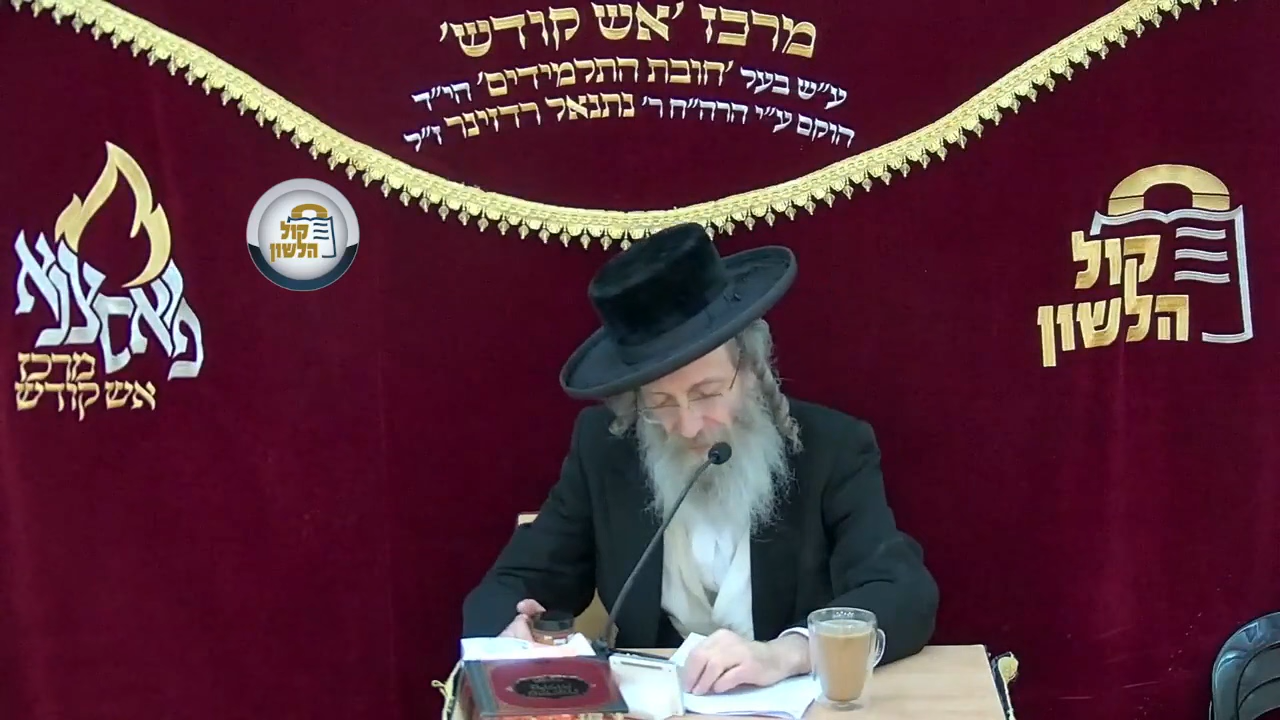 מרכז 'אש קודש'
ע"ש בעל 'חובת התלמידים' הי"ד
הוקם ע"י הרה"ח ר' נתנאל רדזינר ז"ל
קול
הלשון
קול
הלשון
פיאסצנא
מרכז
אש קודש